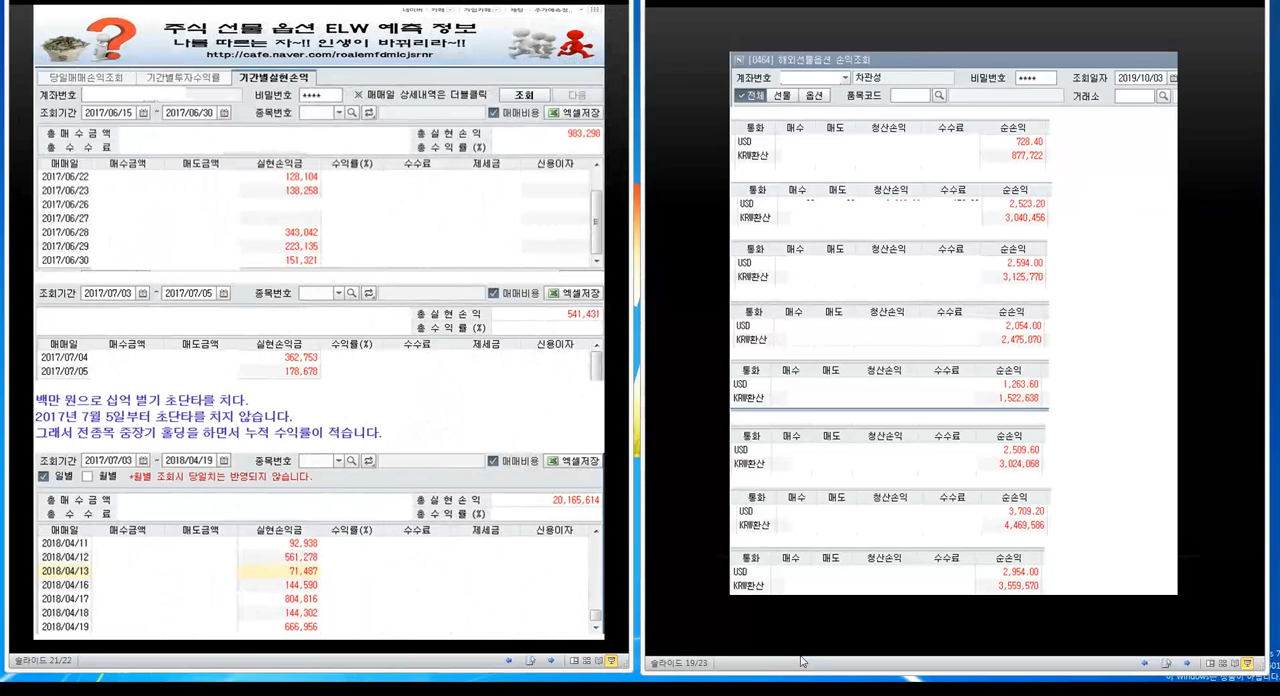 주식 선물 옵션 ELW 예측 정보
나를 따르는 자~!! 인생이 바뀌리라~!!
http://cafe.naver.com/roalemfdmlcjsrnr
당일매매손익조회 기간별투자수익률 기간별실현손익
계좌번호 비밀번호 **** ※ 매매일 상세내역은 더블클릭 조회 다음
조회기간 2017/06/15 ~ 2017/06/30 종목번호 매매비용 엑셀저장
총 매 수 금 액 총 실 현 손 익 983,298
총 수 수 료 총 수 익 률 (%)
매매일 매수금액 매도금액 실현손익금 수익률(%) 수수료 제세금 신용이자
2017/06/22 128,104
2017/06/23 138,258
2017/06/26
2017/06/27
2017/06/28 343,042
2017/06/29 223,135
2017/06/30 151,321
조회기간 2017/07/03 ~ 2017/07/05 종목번호 매매비용 엑셀저장
총 실 현 손 익 541,431
총 수 익 률 (%)
매매일 매수금액 매도금액 실현손익금 수익률(%) 수수료 제세금 신용이자
2017/07/04 362,753
2017/07/05 178,678
백만 원으로 십억 벌기 초단타를 치다.
2017년 7월 5일부터 초단타를 치지 않습니다.
그래서 전종목 중장기 홀딩을 하면서 누적 수익률이 적습니다.
조회기간 2017/07/03 ~ 2018/04/19 종목번호 매매비용 엑셀저장
일별 월별 *월별 조회시 당일치는 반영되지 않습니다.
총 매 수 금 액 총 실 현 손 익 20,165,614
총 수 수 료 총 수 익 률 (%)
매매일 매수금액 매도금액 실현손익금 수익률(%) 수수료 제세금 신용이자
2018/04/11 92,938
2018/04/12 561,278
2018/04/13 71,487
2018/04/16 144,590
2018/04/17 804,816
2018/04/18 144,302
2018/04/19 666,956
슬라이드 21/22
[0464] 해외선물옵션 손익조회
계좌번호 차관성 비밀번호 **** 조회일자 2019/10/03
전체 선물 옵션 품목코드 거래소
통화 매수 매도 청산손익 수수료 순손익
USD 728.40
KRW환산 877,722
통화 매수 매도 청산손익 수수료 순손익
USD 2,523.20
KRW환산 3,040,456
통화 매수 매도 청산손익 수수료 순손익
USD 2,594.00
KRW환산 3,125,770
통화 매수 매도 청산손익 수수료 순손익
USD 2,054.00
KRW환산 2,475,070
통화 매수 매도 청산손익 수수료 순손익
USD 1,263.60
KRW환산 1,522,638
통화 매수 매도 청산손익 수수료 순손익
USD 2,509.60
KRW환산 3,024,068
통화 매수 매도 청산손익 수수료 순손익
USD 3,709.20
KRW환산 4,469,586
통화 매수 매도 청산손익 수수료 순손익
USD 2,954.00
KRW환산 3,559,570
슬라이드 19/23